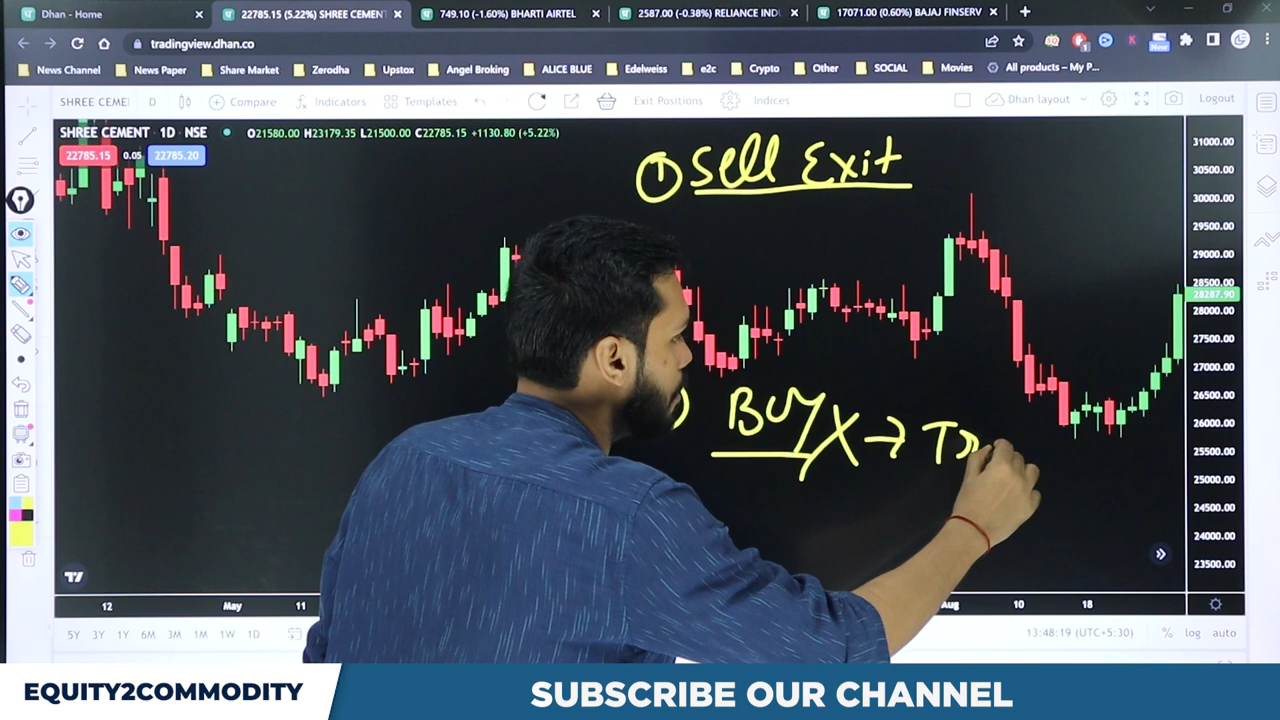 Dhan - Home
22785.15 (5.22%) SHREE CEMENT
749.10 (-1.60%) BHARTI AIRTEL
2587.00 (-0.38%) RELIANCE IND
17071.00 (0.60%) BAJAJ FINSERV
tradingview.dhan.co
News Channel News Paper Share Market Zerodha Upstox Angel Broking ALICE BLUE Edelweiss e2c Crypto Other SOCIAL Movies All products – My P...
SHREE CEME D Compare Indicators Templates Exit Positions Indices Dhan layout Logout
SHREE CEMENT · 1D · NSE O21580.00 H23179.35 L21500.00 C22785.15 +1130.80 (+5.22%)
22785.15 0.05 22785.20
1 Sell Exit
BUY X → T
31000.00
30500.00
30000.00
29500.00
29000.00
28500.00
28287.90
28000.00
27500.00
27000.00
26500.00
26000.00
25500.00
25000.00
24500.00
24000.00
23500.00
12 May 11 Aug 10 18
5Y 3Y 1Y 6M 3M 1M 1W 1D 13:48:19 (UTC+5:30) % log auto
EQUITY2COMMODITY
SUBSCRIBE OUR CHANNEL